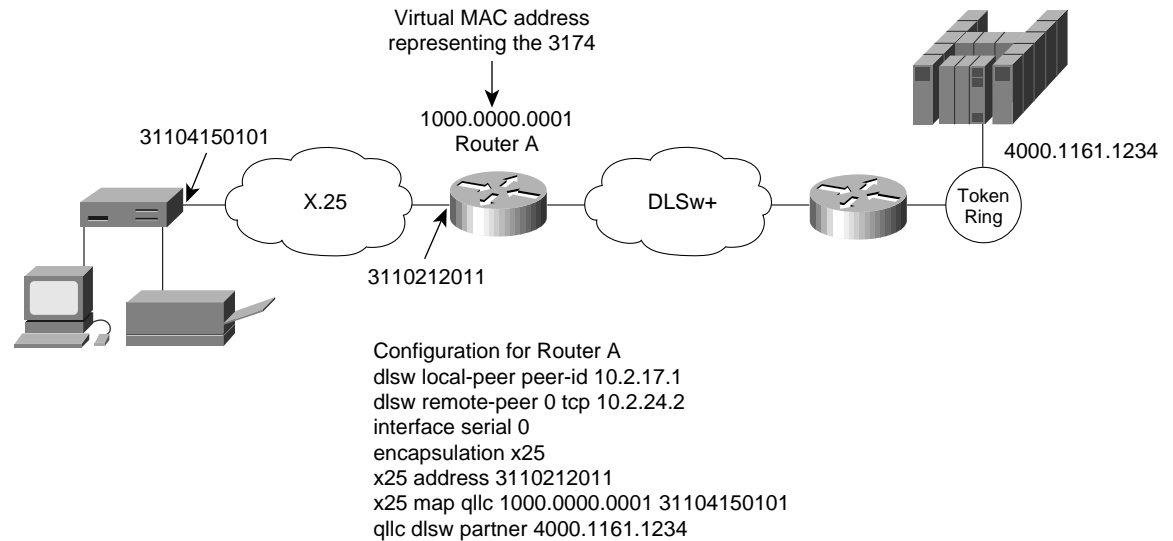 Virtual MAC address
representing the 3174
1000.0000.0001
Router A
31104150101
4000.1161.1234
X.25
DLSw+
Token
Ring
3110212011
Configuration for Router A
dlsw local-peer peer-id 10.2.17.1
dlsw remote-peer 0 tcp 10.2.24.2
interface serial 0
encapsulation x25
x25 address 3110212011
x25 map qllc 1000.0000.0001 31104150101
qllc dlsw partner 4000.1161.1234